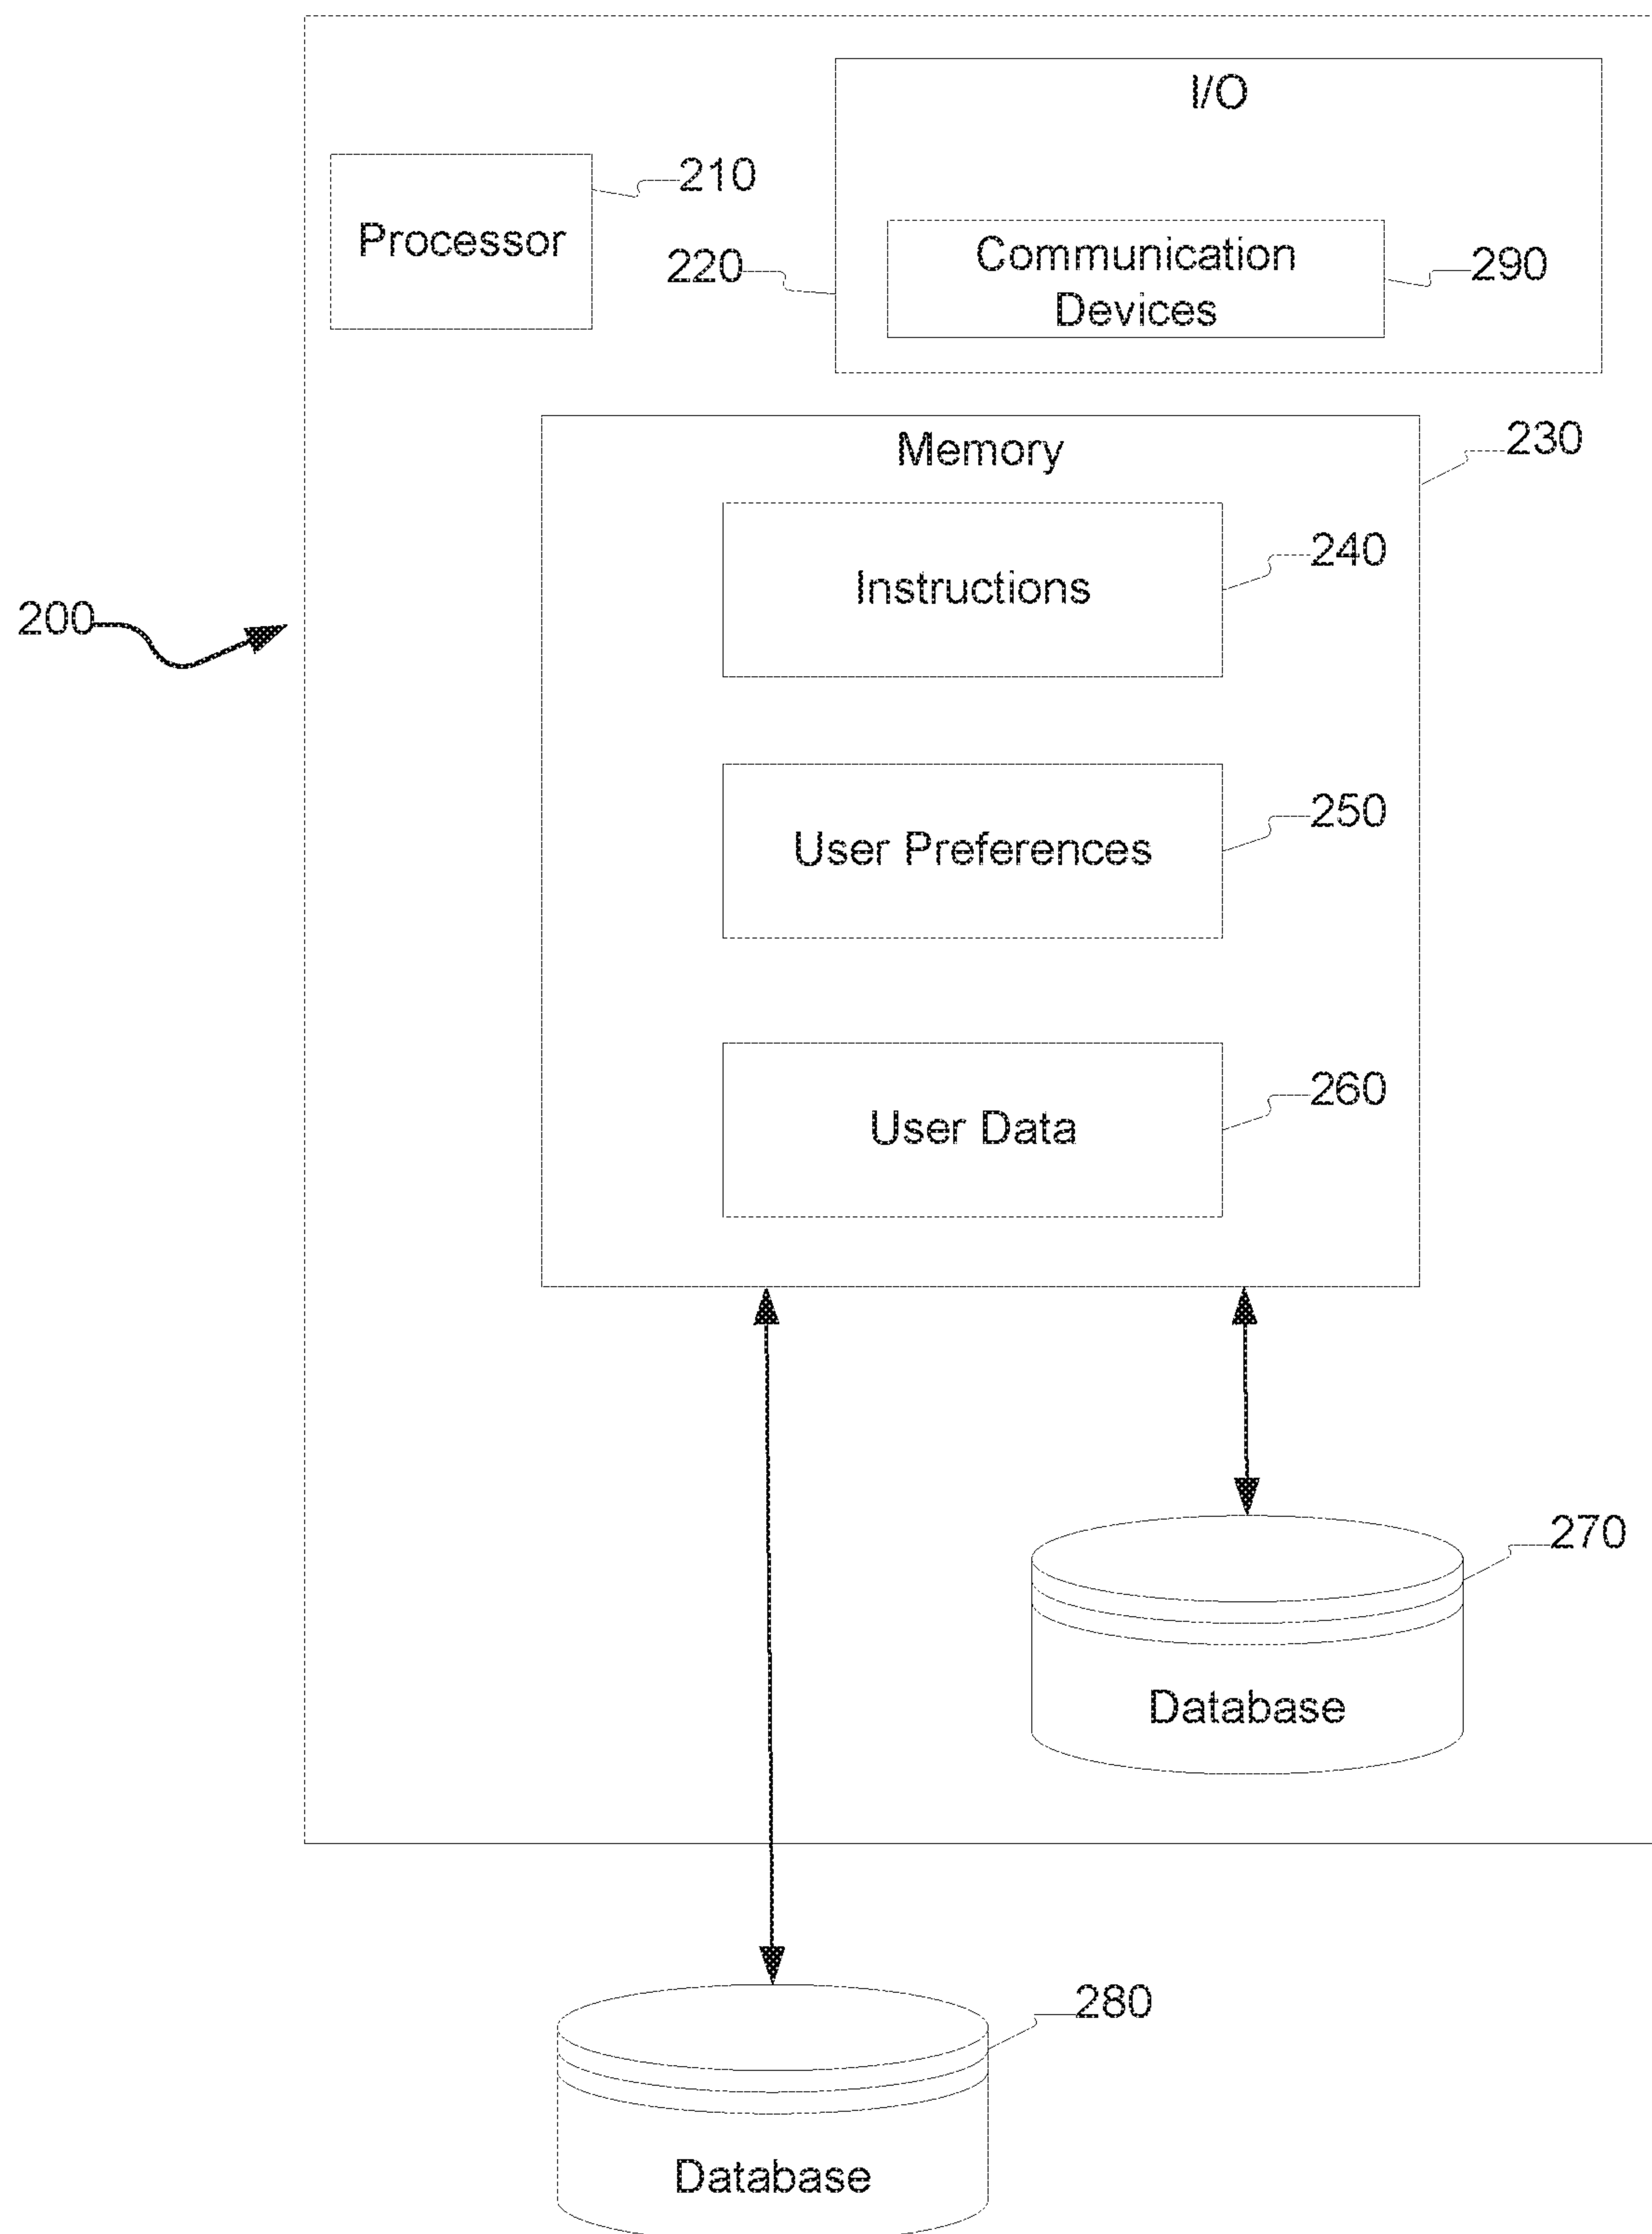 I/O
210
Processor
220
Communication
Devices
290
Memory
230
Instructions
240
200
User Preferences
250
User Data
260
270
Database
280
Database